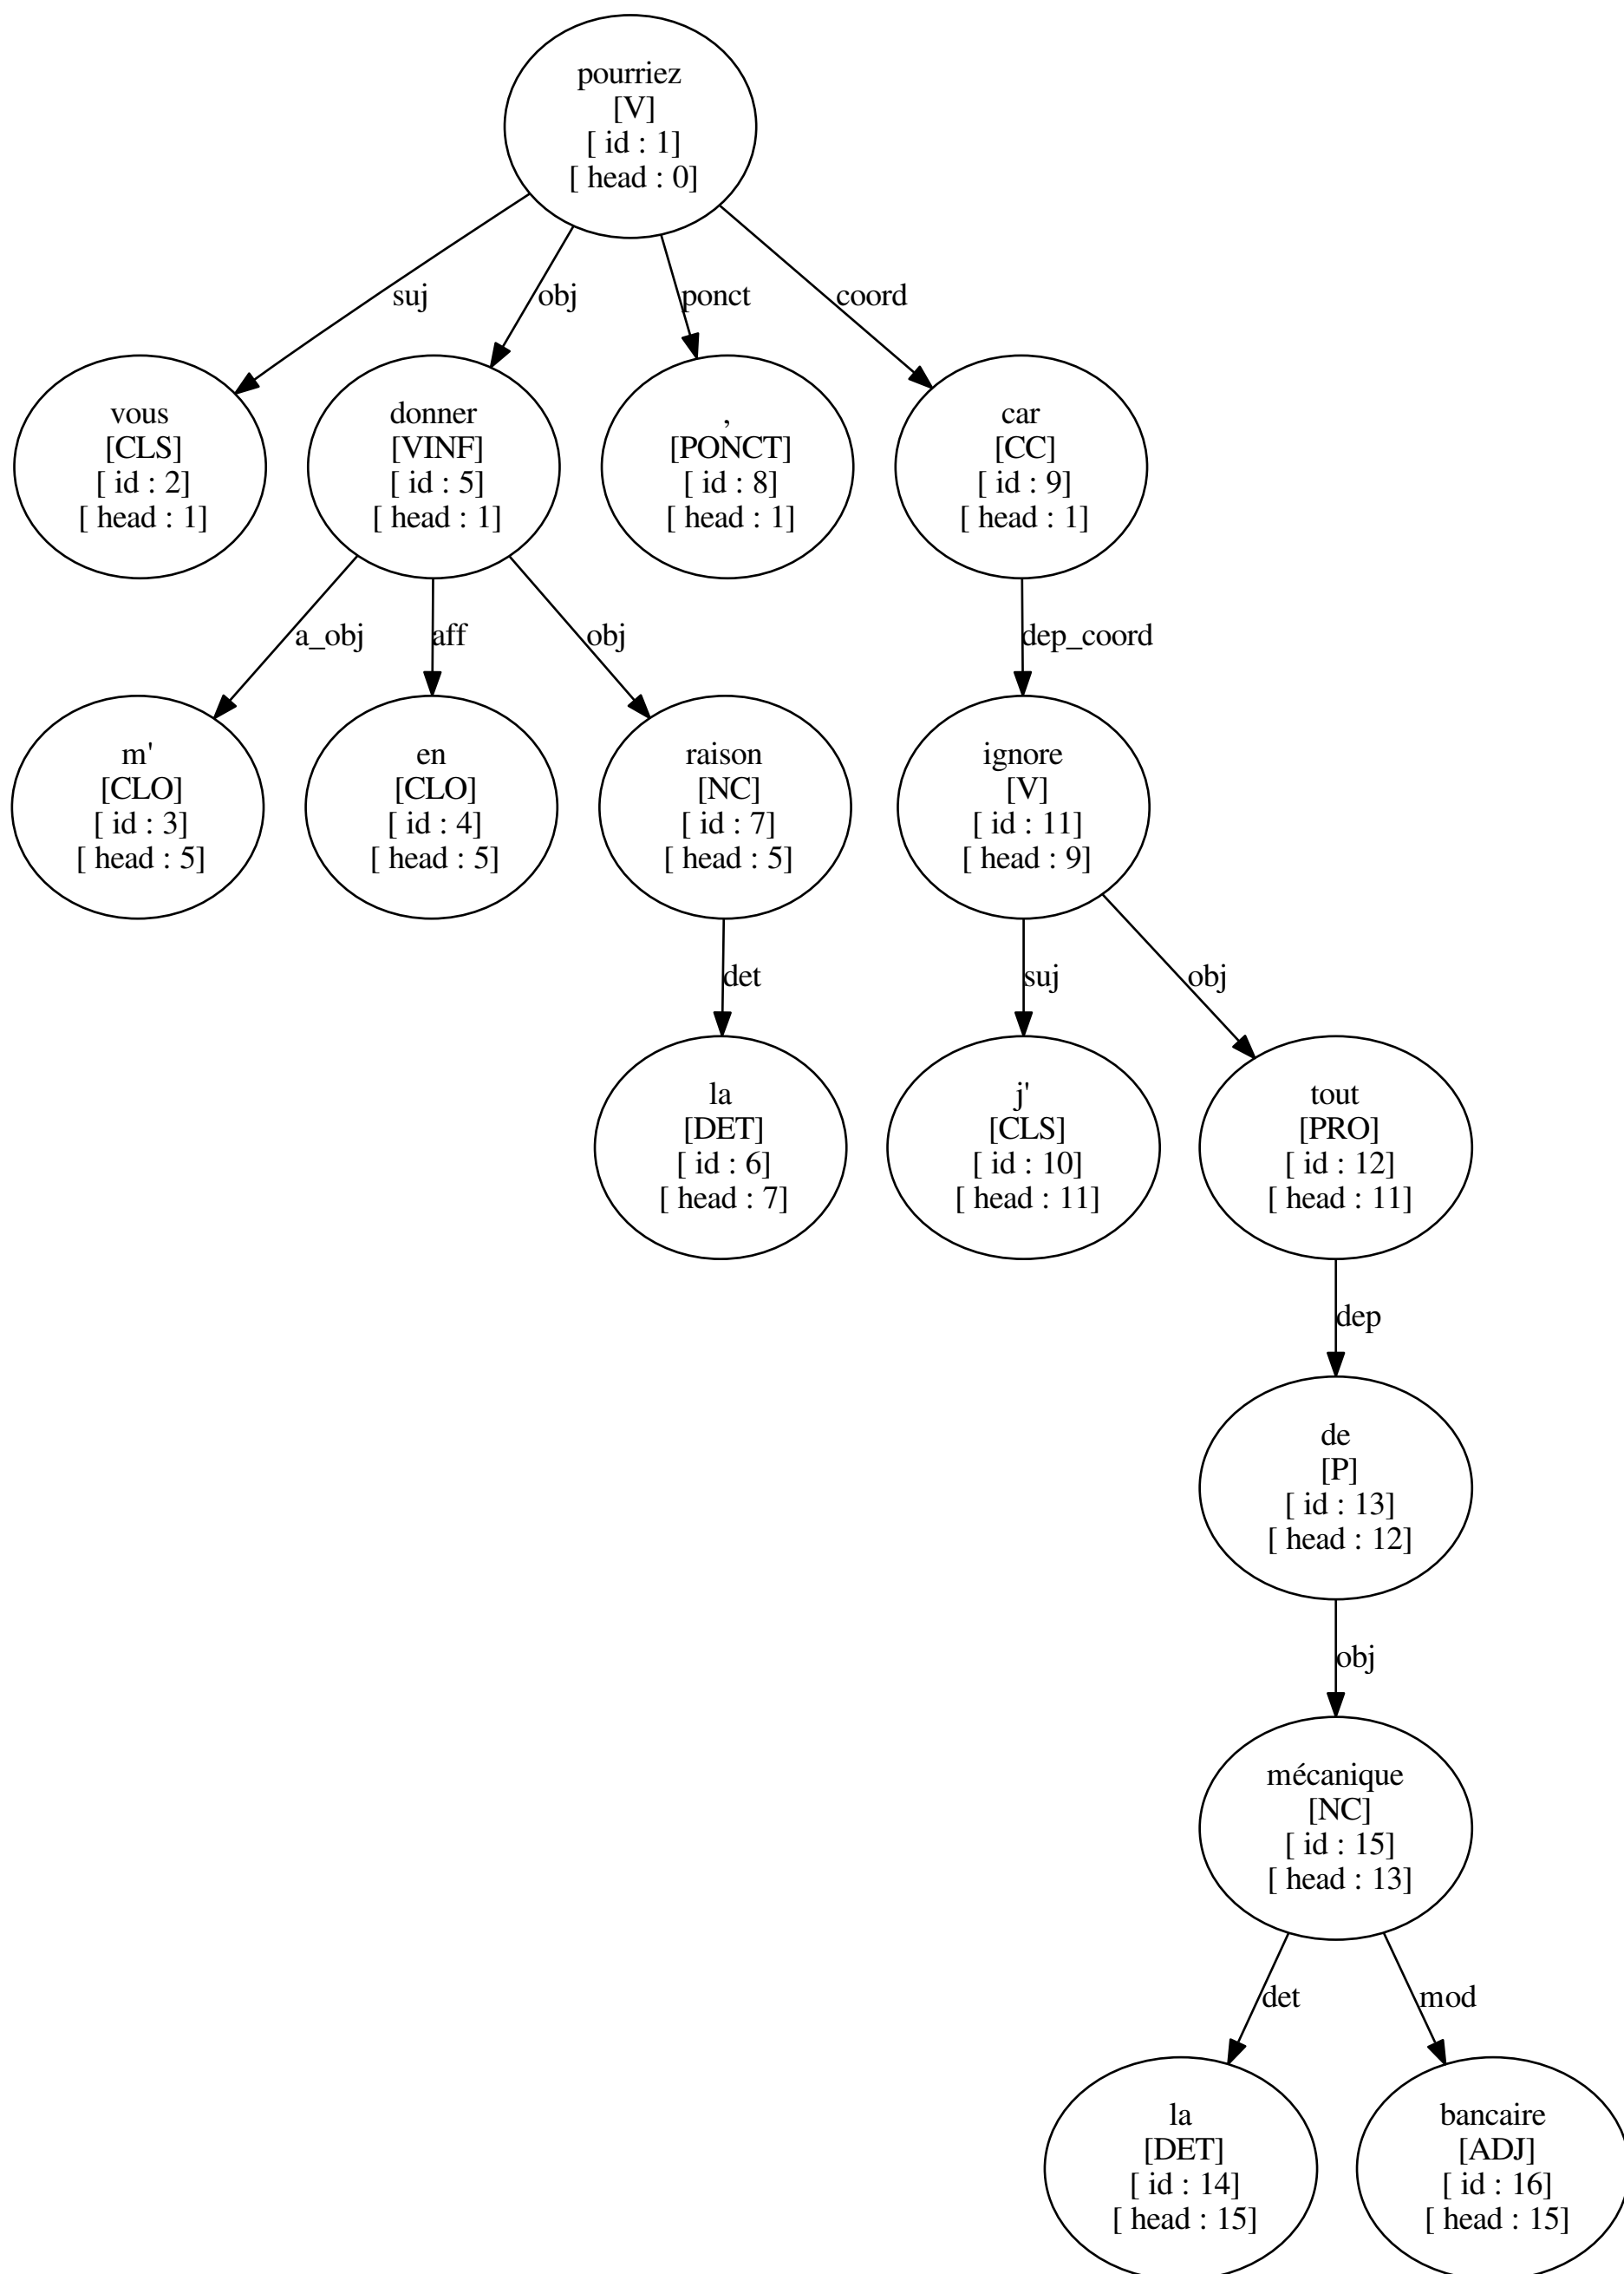 pourriez
[V]
[ id : 1]
[ head : 0]
suj
obj
ponct
coord
vous
[CLS]
[ id : 2]
[ head : 1]
donner
[VINF]
[ id : 5]
[ head : 1]
,
[PONCT]
[ id : 8]
[ head : 1]
car
[CC]
[ id : 9]
[ head : 1]
a_obj
aff
obj
dep_coord
m'
[CLO]
[ id : 3]
[ head : 5]
en
[CLO]
[ id : 4]
[ head : 5]
raison
[NC]
[ id : 7]
[ head : 5]
ignore
[V]
[ id : 11]
[ head : 9]
det
suj
obj
la
[DET]
[ id : 6]
[ head : 7]
j'
[CLS]
[ id : 10]
[ head : 11]
tout
[PRO]
[ id : 12]
[ head : 11]
dep
de
[P]
[ id : 13]
[ head : 12]
obj
mécanique
[NC]
[ id : 15]
[ head : 13]
det
mod
la
[DET]
[ id : 14]
[ head : 15]
bancaire
[ADJ]
[ id : 16]
[ head : 15]